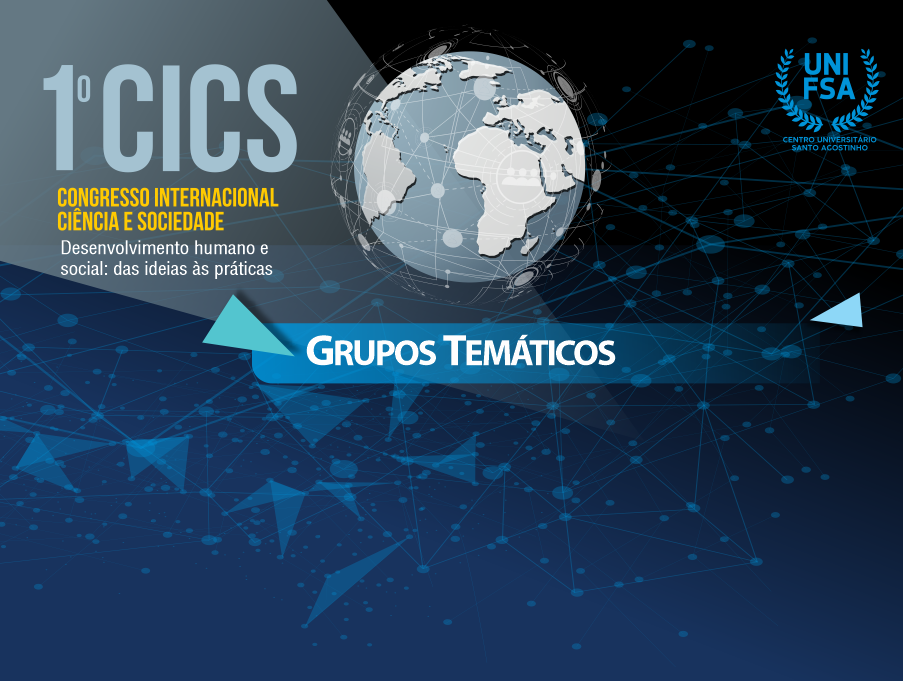 1º CICS
CONGRESSO INTERNACIONAL
CIÊNCIA E SOCIEDADE
Desenvolvimento humano e
social: das ideias às práticas
UNI
FSA
CENTRO UNIVERSITÁRIO
SANTO AGOSTINHO
GRUPOS TEMÁTICOS